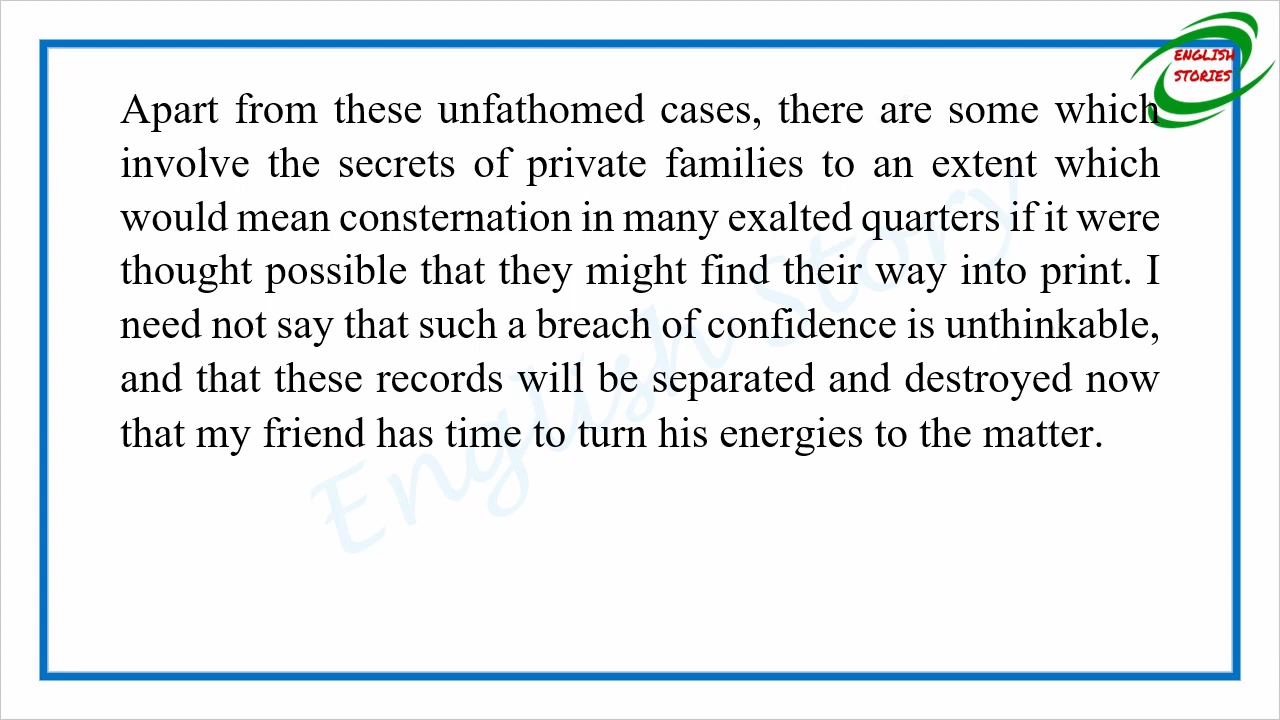 ENGLISH
STORIES
Apart from these unfathomed cases, there are some which
involve the secrets of private families to an extent which
would mean consternation in many exalted quarters if it were
thought possible that they might find their way into print. I
need not say that such a breach of confidence is unthinkable,
and that these records will be separated and destroyed now
that my friend has time to turn his energies to the matter.
English Story